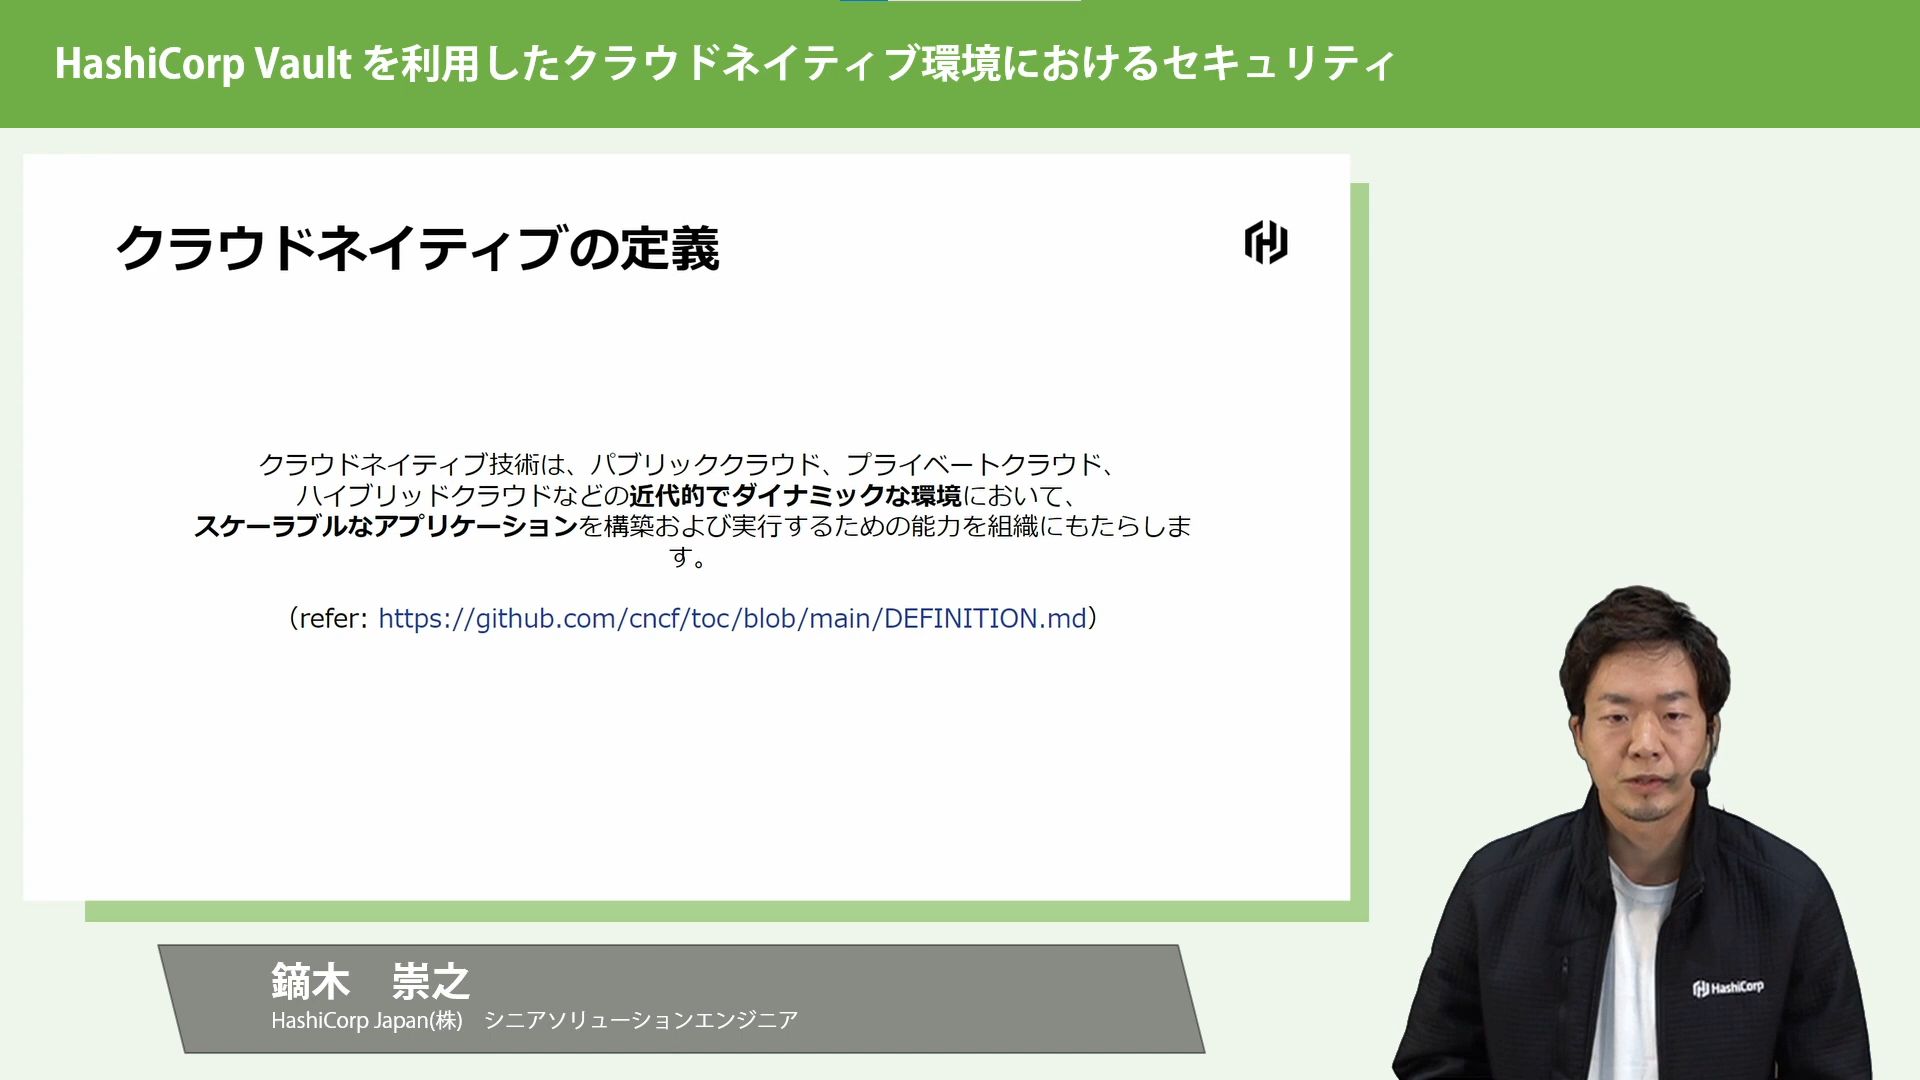 HashiCorp Vault を利用したクラウドネイティブ環境におけるセキュリティ
クラウドネイティブの定義
クラウドネイティブ技術は、パブリッククラウド、プライベートクラウド、
ハイブリッドクラウドなどの近代的でダイナミックな環境において、
スケーラブルなアプリケーションを構築および実行するための能力を組織にもたらしま
す。
（refer: https://github.com/cncf/toc/blob/main/DEFINITION.md）
鏑木　崇之
HashiCorp Japan(株)　シニアソリューションエンジニア
HashiCorp